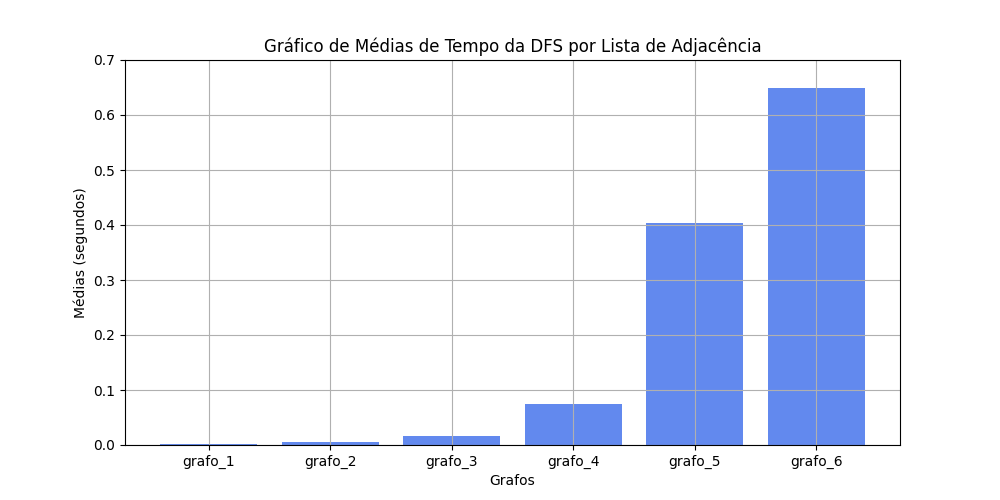 Gráfico de Médias de Tempo da DFS por Lista de Adjacência
Médias (segundos)
0.7
0.6
0.5
0.4
0.3
0.2
0.1
0.0
grafo_1 grafo_2 grafo_3 grafo_4 grafo_5 grafo_6
Grafos